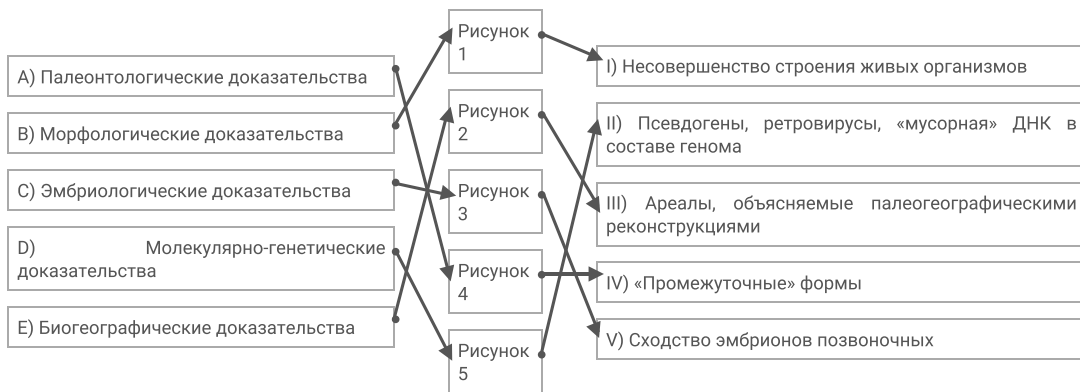 А) Палеонтологические доказательства
B) Морфологические доказательства
C) Эмбриологические доказательства
D) Молекулярно-генетические
доказательства
E) Биогеографические доказательства
Рисунок
1
Рисунок
2
Рисунок
3
Рисунок
4
Рисунок
5
I) Несовершенство строения живых организмов
II) Псевдогены, ретровирусы, «мусорная» ДНК в
составе генома
III) Ареалы, объясняемые палеогеографическими
реконструкциями
IV) «Промежуточные» формы
V) Сходство эмбрионов позвоночных